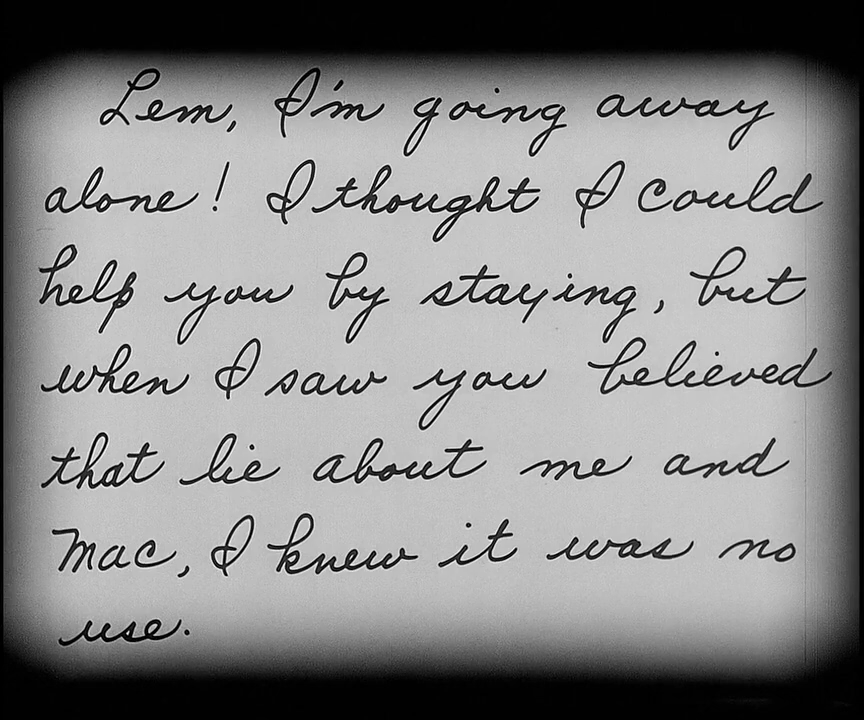 Lem, I'm going away
alone! I thought I could
help you by staying, but
when I saw you believed
that lie about me and
Mac, I knew it was no
use.